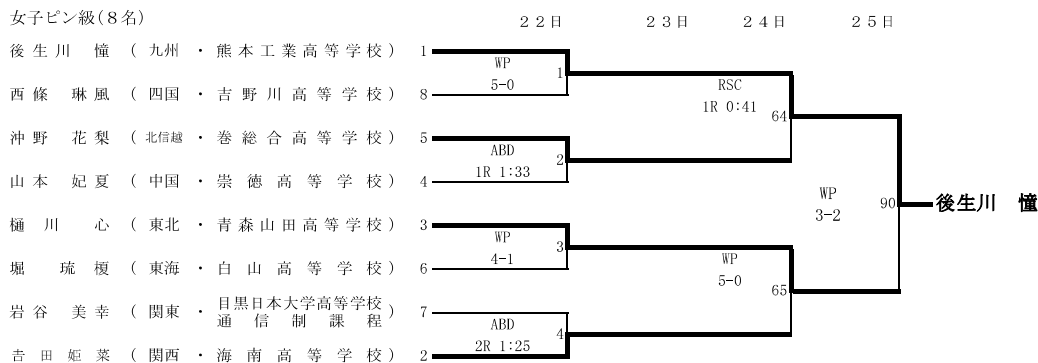 女子ピン級(8名) 22日 23日 24日 25日
後生川 憧 ( 九州 ・ 熊本工業高等学校 ) 1
WP
1
5-0
RSC
西條 琳風 ( 四国 ・ 吉野川高等学校 ) 8
1R 0:41
64
沖野 花梨 ( 北信越 ・ 巻総合高等学校 ) 5
ABD
2
1R 1:33
山本 妃夏 ( 中国 ・ 崇徳高等学校 ) 4
WP
90
後生川 憧
3-2
樋川 心 ( 東北 ・ 青森山田高等学校 ) 3
WP
3
4-1
WP
堀 琉榎 ( 東海 ・ 白山高等学校 ) 6
5-0
65
岩谷 美幸 ( 関東 ・ 目黒日本大学高等学校 通信制課程 ) 7
ABD
4
2R 1:25
𠮷田 姫菜 ( 関西 ・ 海南高等学校 ) 2